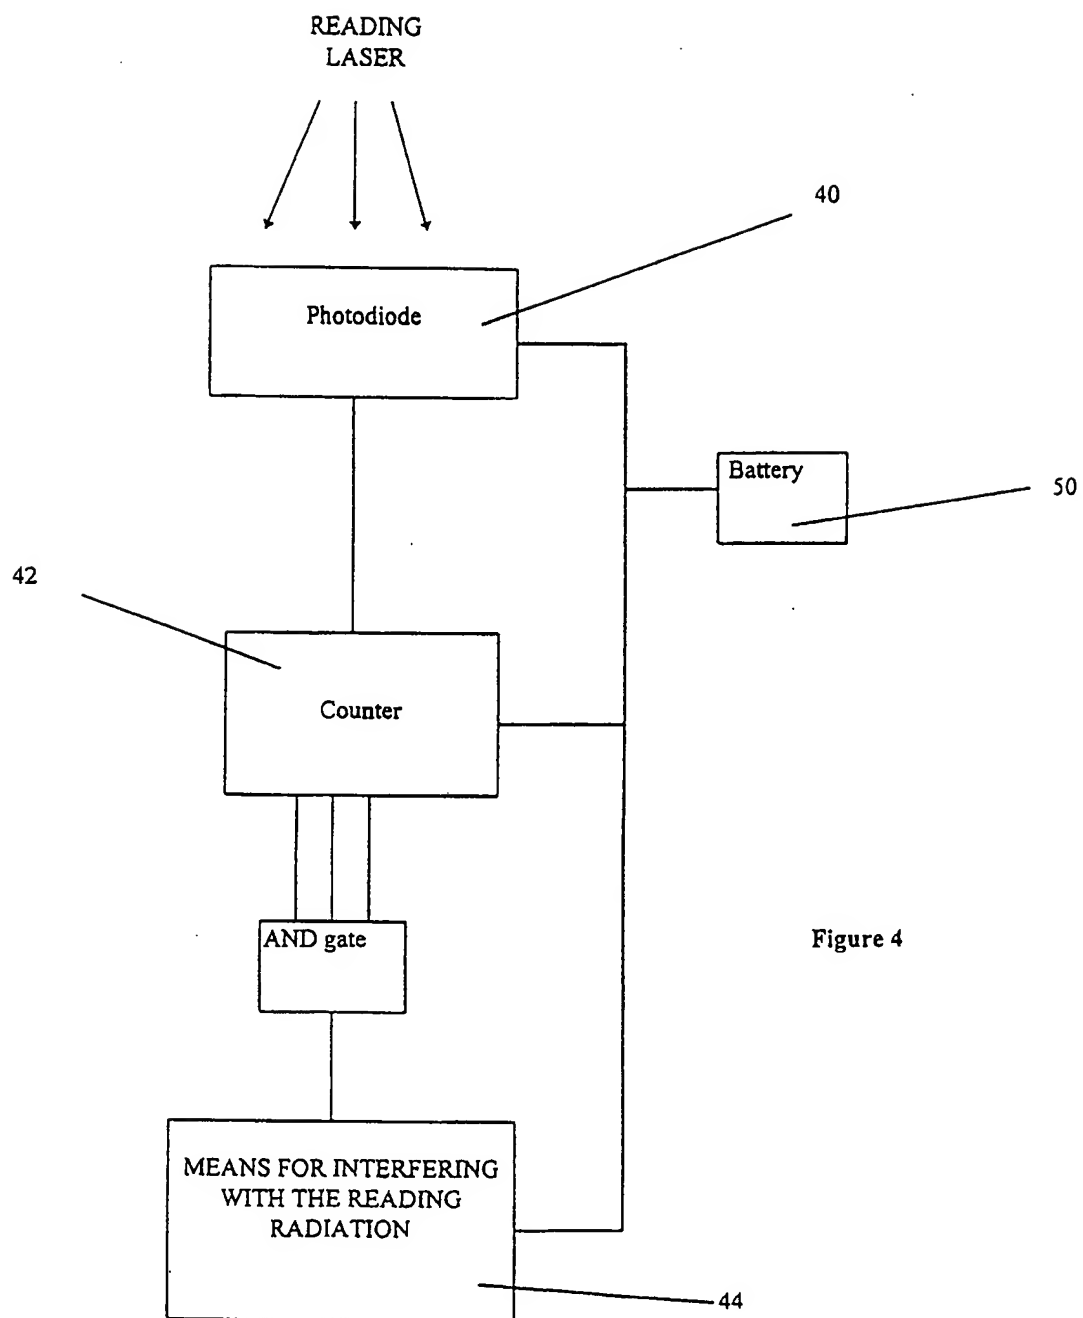 READING
LASER
40
Photodiode
Battery
50
42
Counter
AND gate
Figure 4
MEANS FOR INTERFERING
WITH THE READING
RADIATION
44